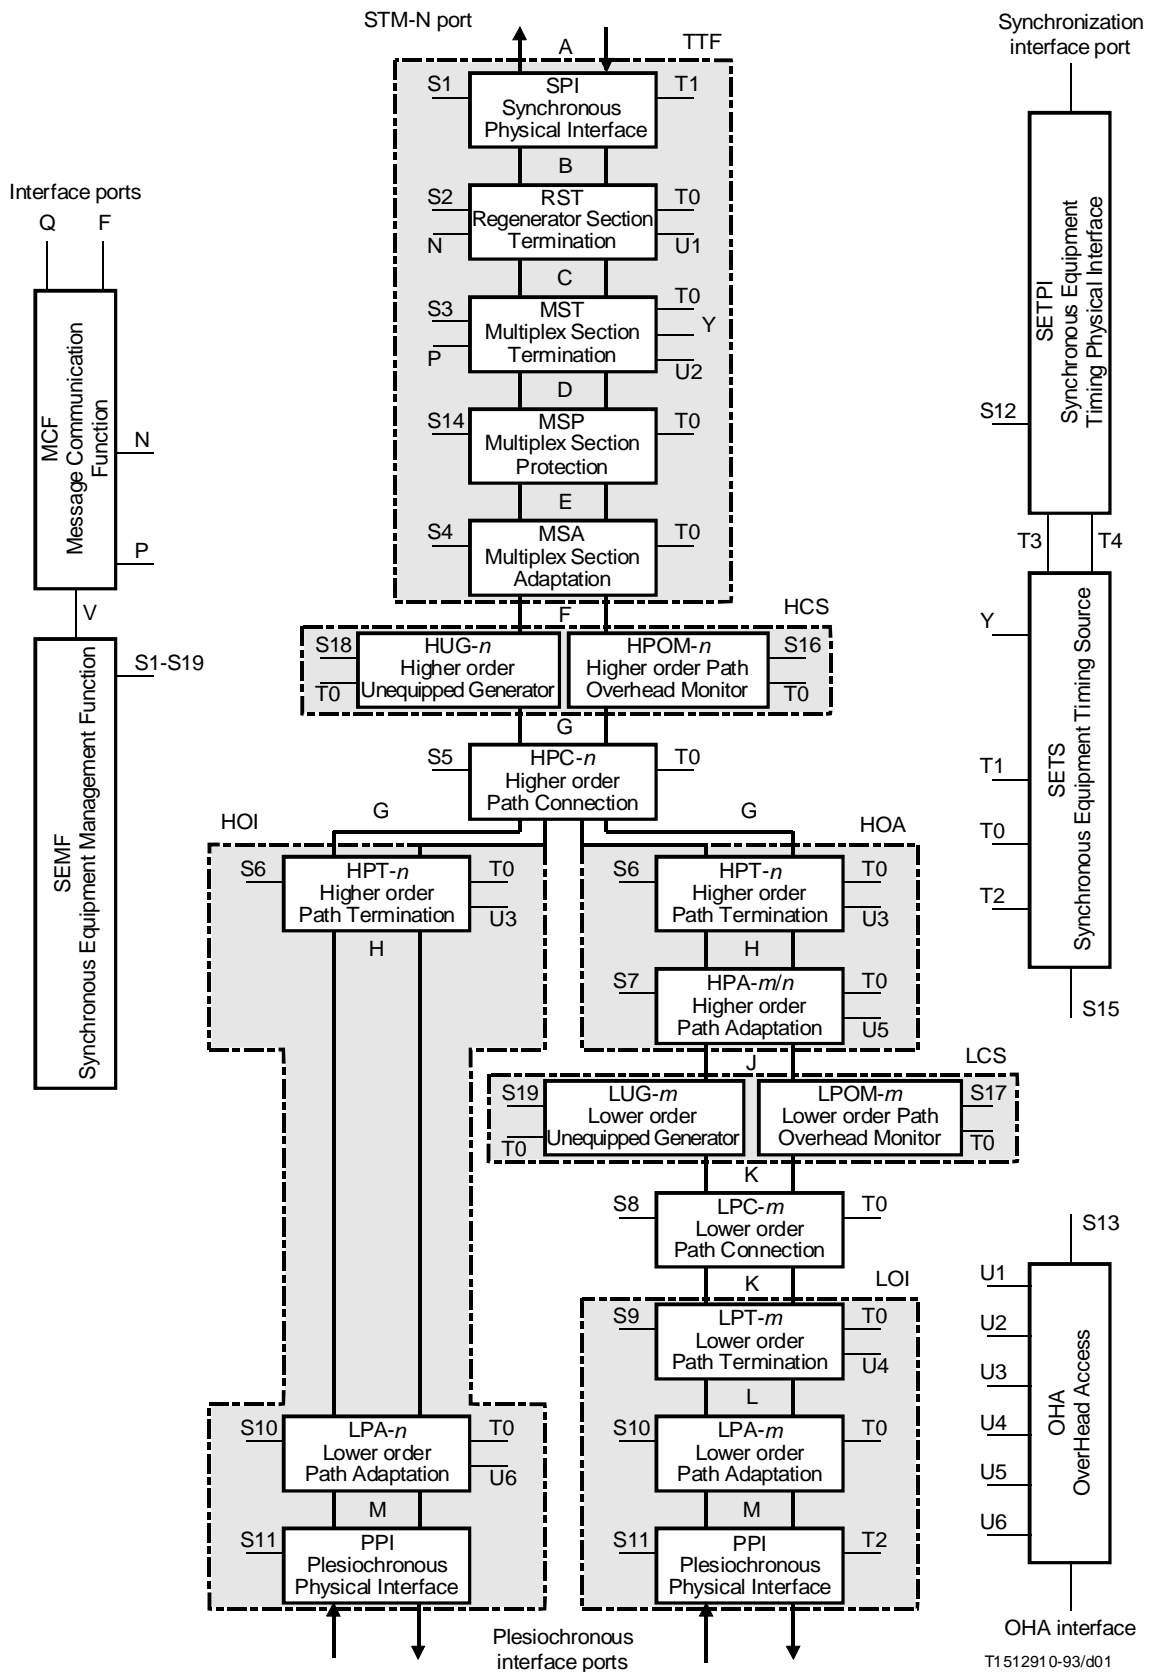 STM-N port
A
TTF
S1
SPI
Synchronous
Physical Interface
T1
B
S2
N
RST
Regenerator Section
Termination
T0
U1
C
S3
P
MST
Multiplex Section
Termination
T0
Y
U2
D
S14
MSP
Multiplex Section
Protection
T0
E
S4
MSA
Multiplex Section
Adaptation
T0
F
HCS
S18
T0
HUG-n
Higher order
Unequipped Generator
HPOM-n
Higher order Path
Overhead Monitor
S16
T0
G
S5
HPC-n
Higher order
Path Connection
T0
G
G
HOI
S6
HPT-n
Higher order
Path Termination
T0
U3
H
HOA
S6
HPT-n
Higher order
Path Termination
T0
U3
H
S7
HPA-m/n
Higher order
Path Adaptation
T0
U5
J
LCS
S19
T0
LUG-m
Lower order
Unequipped Generator
LPOM-m
Lower order Path
Overhead Monitor
S17
T0
K
S8
LPC-m
Lower order
Path Connection
T0
K
LOI
S9
LPT-m
Lower order
Path Termination
T0
U4
L
S10
LPA-n
Lower order
Path Adaptation
T0
U6
M
S10
LPA-m
Lower order
Path Adaptation
T0
M
S11
PPI
Plesiochronous
Physical Interface
S11
PPI
Plesiochronous
Physical Interface
T2
Plesiochronous
interface ports
Interface ports
Q
F
MCF
Message Communication
Function
N
P
V
SEMF
Synchronous Equipment Management Function
S1-S19
Synchronization
interface port
SETPI
Synchronous Equipment
Timing Physical Interface
S12
T3
T4
SETS
Synchronous Equipment Timing Source
Y
T1
T0
T2
S15
S13
OHA
OverHead Access
U1
U2
U3
U4
U5
U6
OHA interface
T1512910-93/d01